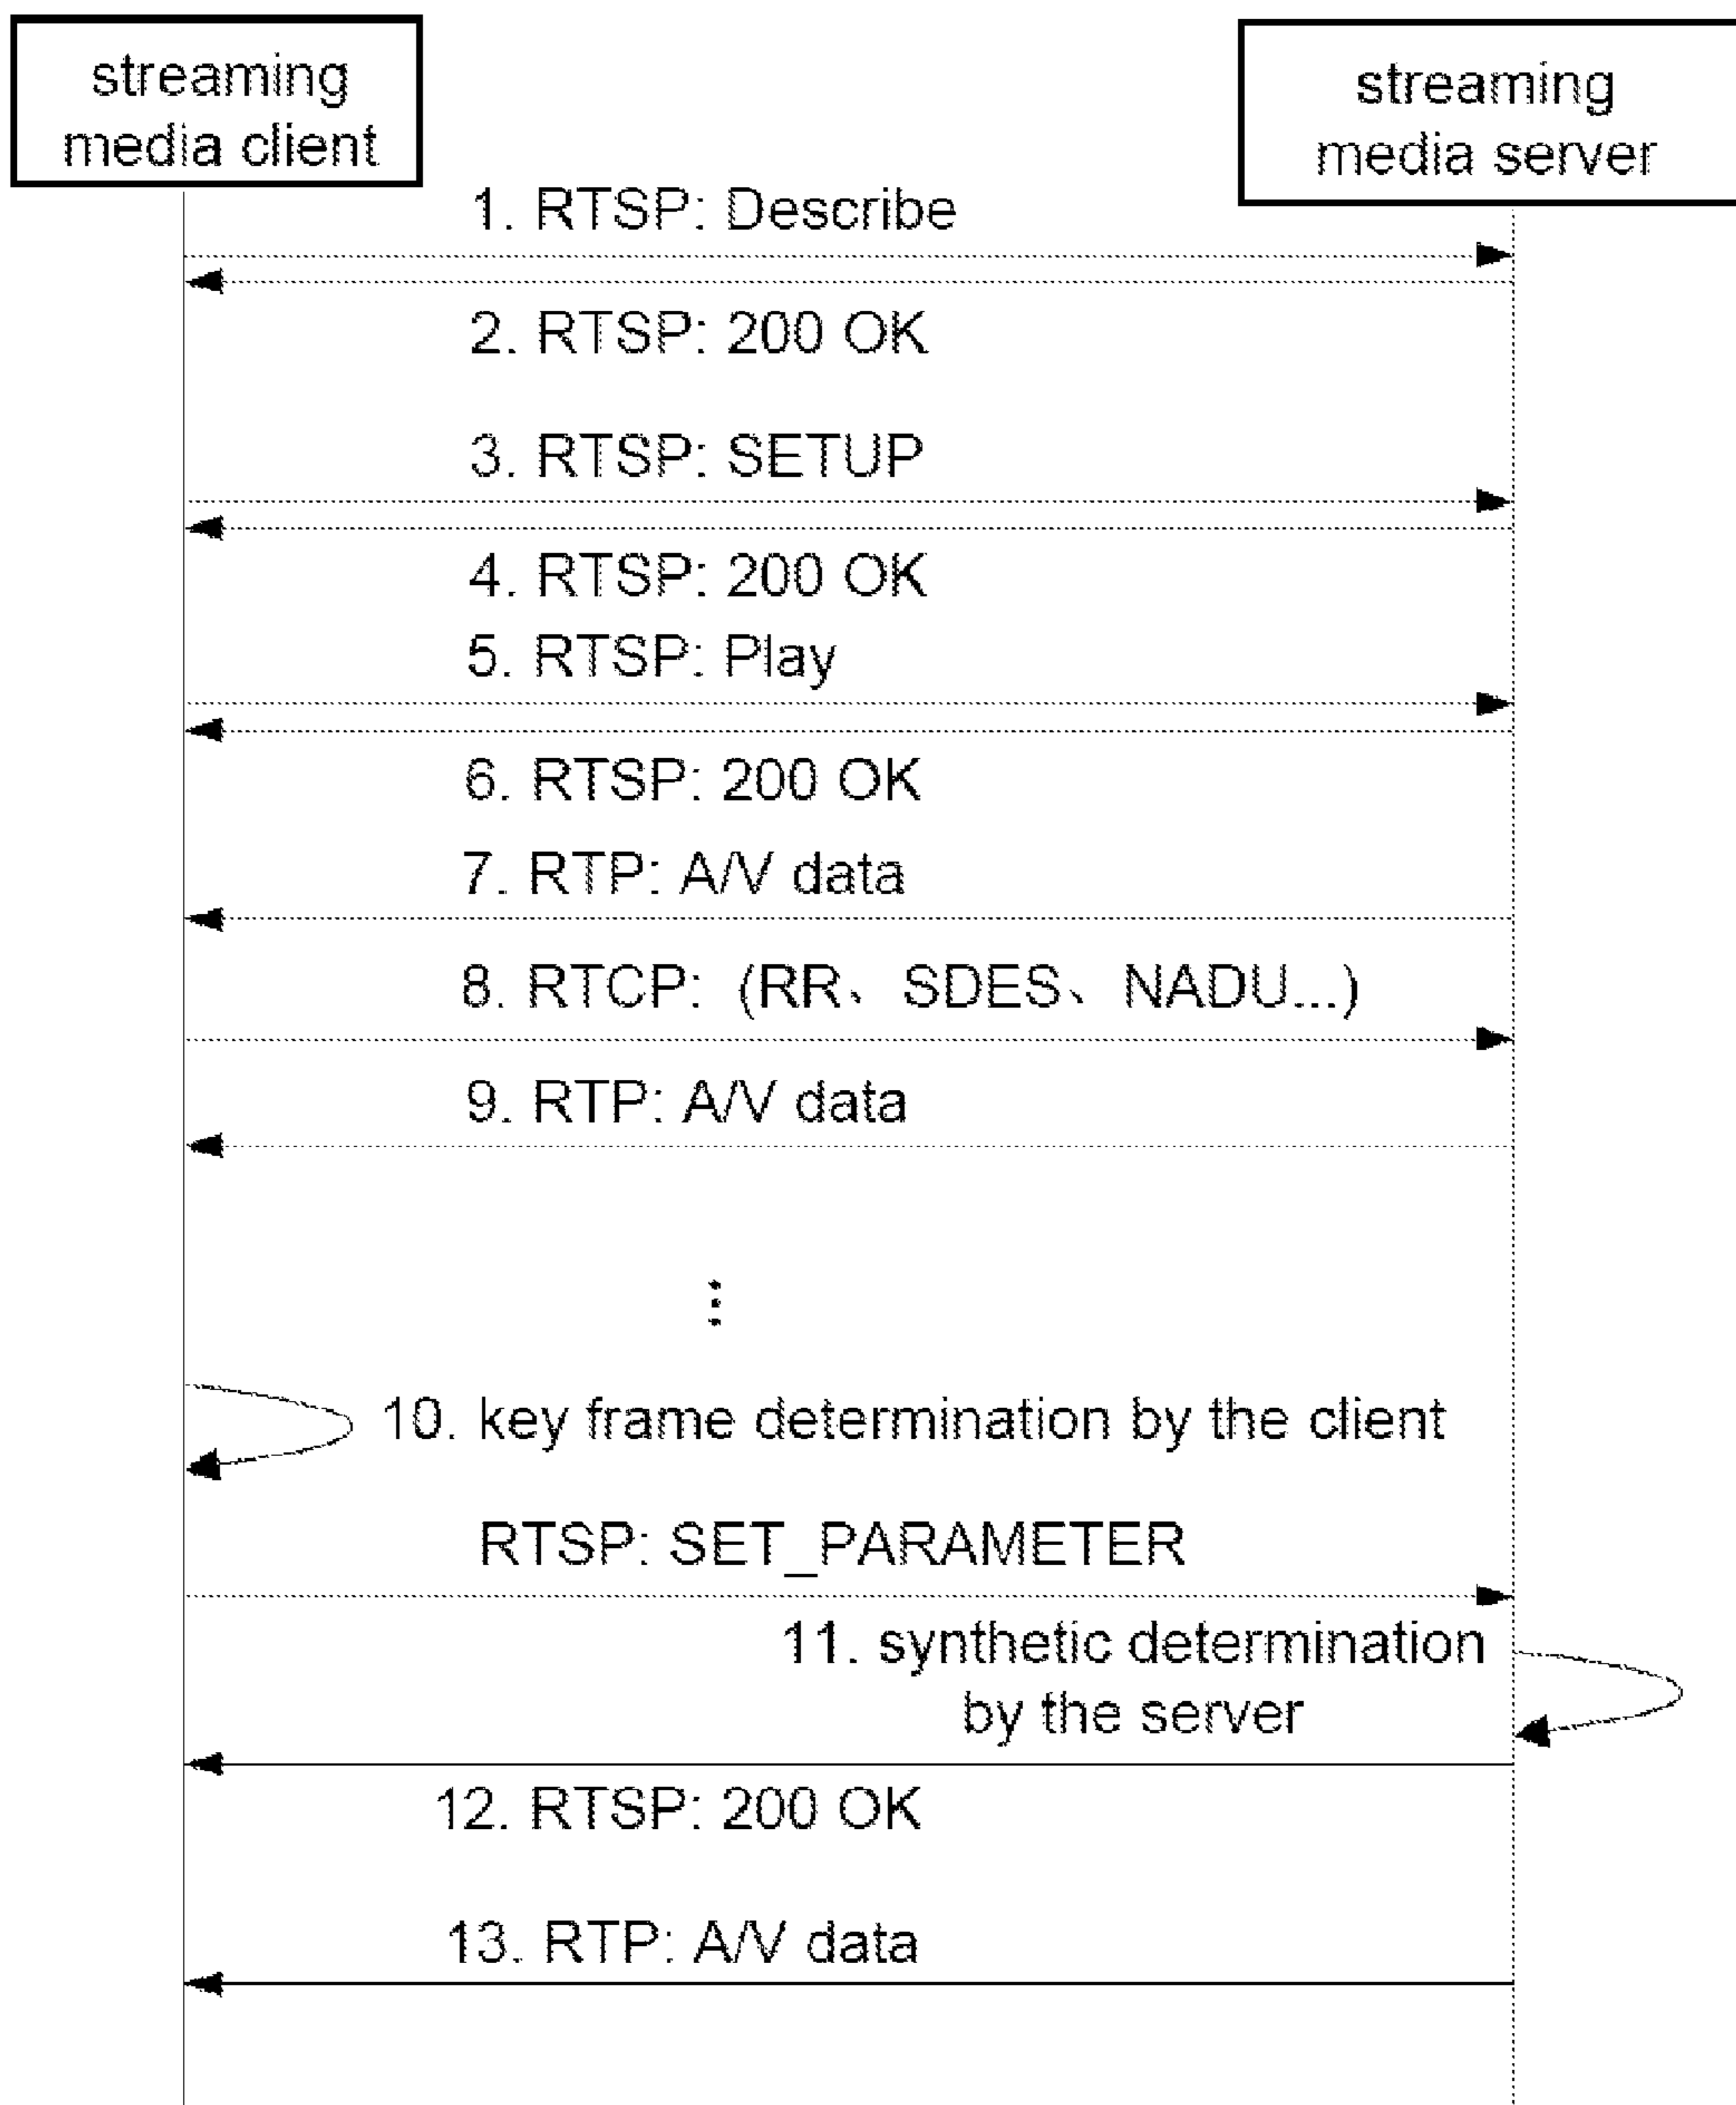 streaming
media client
streaming
media server
1. RTSP: Describe
2. RTSP: 200 OK
3. RTSP: SETUP
4. RTSP: 200 OK
5. RTSP: Play
6. RTSP: 200 OK
7. RTP: A/V data
8. RTCP: (RR、SDES、NADU...)
9. RTP: A/V data
10. key frame determination by the client
RTSP: SET_PARAMETER
11. synthetic determination
by the server
12. RTSP: 200 OK
13. RTP: A/V data